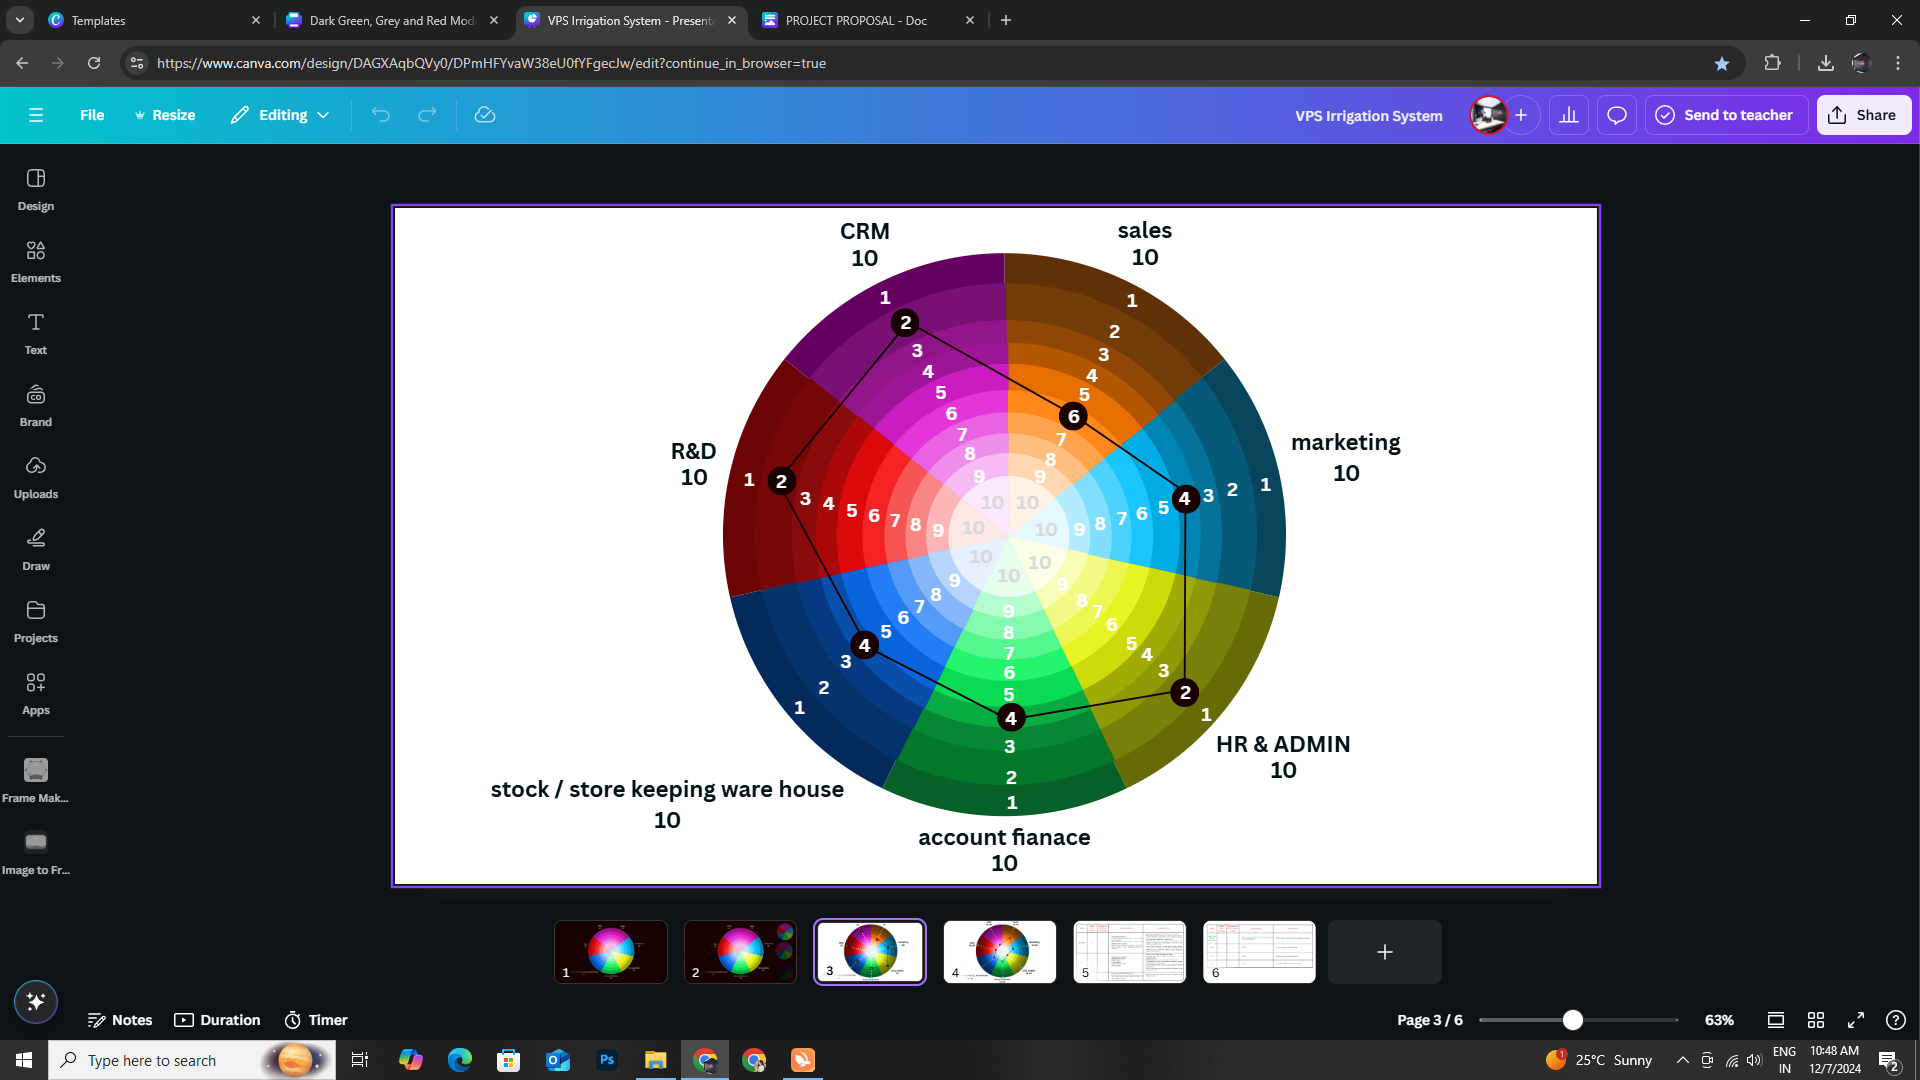 Templates
Dark Green, Grey and Red Mod
VPS Irrigation System - Present
PROJECT PROPOSAL - Doc
https://www.canva.com/design/DAGXAqbQVy0/DPmHFYvaW38eU0fYFgecJw/edit?continue_in_browser=true
File
Resize
Editing
VPS Irrigation System
Send to teacher
Share
Design
Elements
Text
Brand
Uploads
Draw
Projects
Apps
Frame Mak...
Image to Fr...
CRM
10
sales
10
marketing
10
HR & ADMIN
10
account fianace
10
stock / store keeping ware house
10
R&D
10
1 2 3 4 5 6 7 8 9 10
1 2 3 4 5 6 7 8 9 10
1 2 3 4 5 6 7 8 9 10
1 2 3 4 5 6 7 8 9 10
1 2 3 4 5 6 7 8 9 10
1 2 3 4 5 6 7 8 9 10
1 2 3 4 5 6 7 8 9 10
1
2
3
4
5
6
Notes
Duration
Timer
Page 3 / 6
63%
Type here to search
Ps
1
25°C Sunny
ENG
IN
10:48 AM
12/7/2024
2